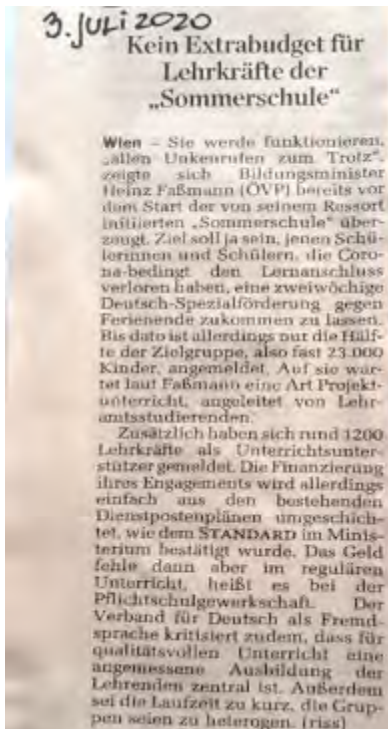 3. JULI 2020
Kein Extrabudget für
Lehrkräfte der
„Sommerschule“
Wien – Sie werde funktionieren,
„allen Unkenrufen zum Trotz“,
zeigte sich Bildungsminister
Heinz Faßmann (ÖVP) bereits vor
dem Start der von seinem Ressort
initiierten „Sommerschule“ über-
zeugt. Ziel soll ja sein, jenen Schü-
lerinnen und Schülern, die Coro-
na-bedingt den Lernanschluss
verloren haben, eine zweiwöchige
Deutsch-Spezialförderung gegen
Ferienende zukommen zu lassen.
Bis dato ist allerdings nur die Hälf-
te der Zielgruppe, also fast 23.000
Kinder, angemeldet. Auf sie war-
tet laut Faßmann eine Art Projekt-
unterricht, angeleitet von Lehr-
amtsstudierenden.
Zusätzlich haben sich rund 1200
Lehrkräfte als Unterrichtsunter-
stützer gemeldet. Die Finanzierung
ihres Engagements wird allerdings
einfach aus den bestehenden
Dienstpostenplänen umgeschich-
tet, wie dem STANDARD im Minis-
terium bestätigt wurde. Das Geld
fehle dann aber im regulären
Unterricht, heißt es bei der
Pflichtschulgewerkschaft. Der
Verband für Deutsch als Fremd-
sprache kritisiert zudem, dass für
qualitätsvollen Unterricht eine
angemessene Ausbildung der
Lehrenden zentral ist. Außerdem
sei die Laufzeit zu kurz, die Grup-
pen seien zu heterogen. (riss)